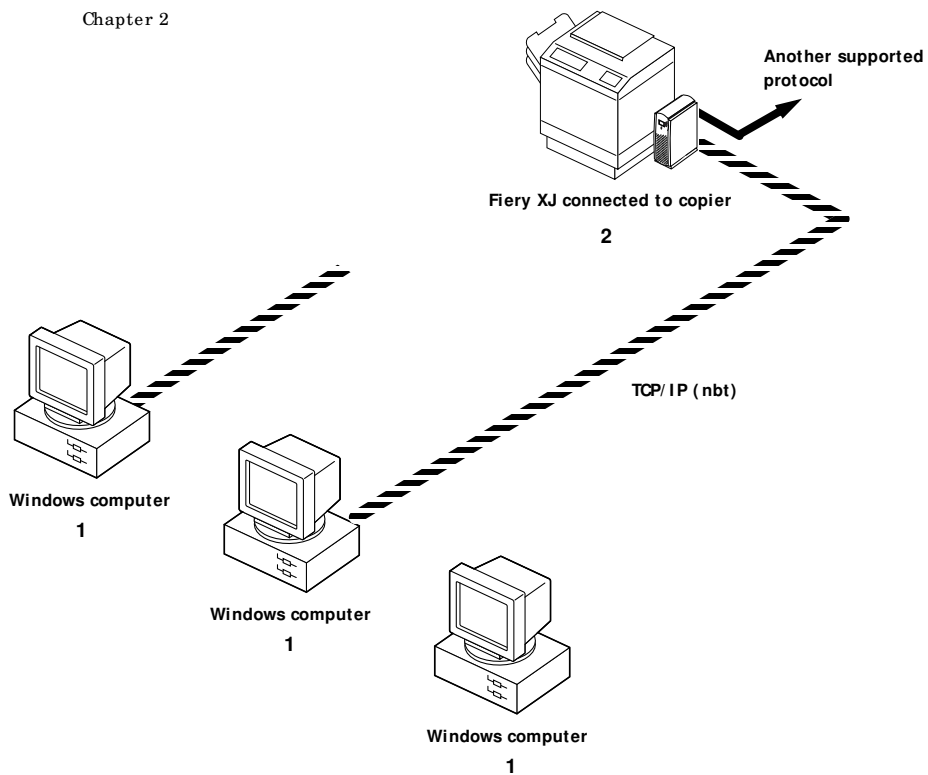 Chapter 2
Another supported
protocol
Fiery XJ connected to copier
2
TCP/IP (nbt)
Windows computer
1
Windows computer
1
Windows computer
1